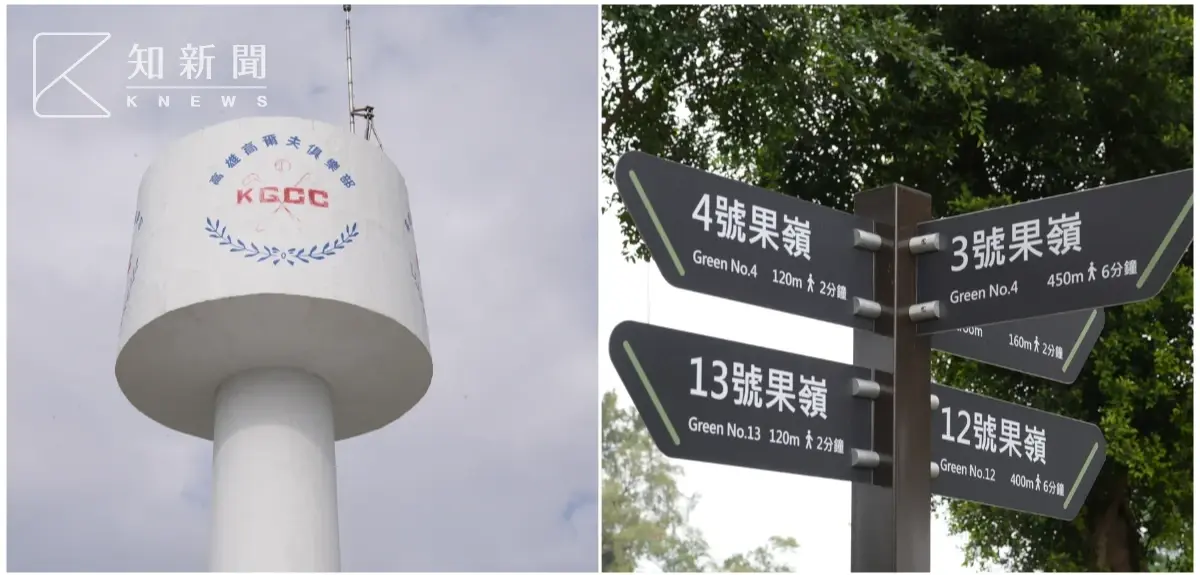 知新聞
KNEWS
高雄高爾夫俱樂部
KGCC
4號果嶺
Green No.4 120m 2分鐘
3號果嶺
Green No.4 450m 6分鐘
160m 2分鐘
13號果嶺
Green No.13 120m 2分鐘
12號果嶺
Green No.12 400m 6分鐘